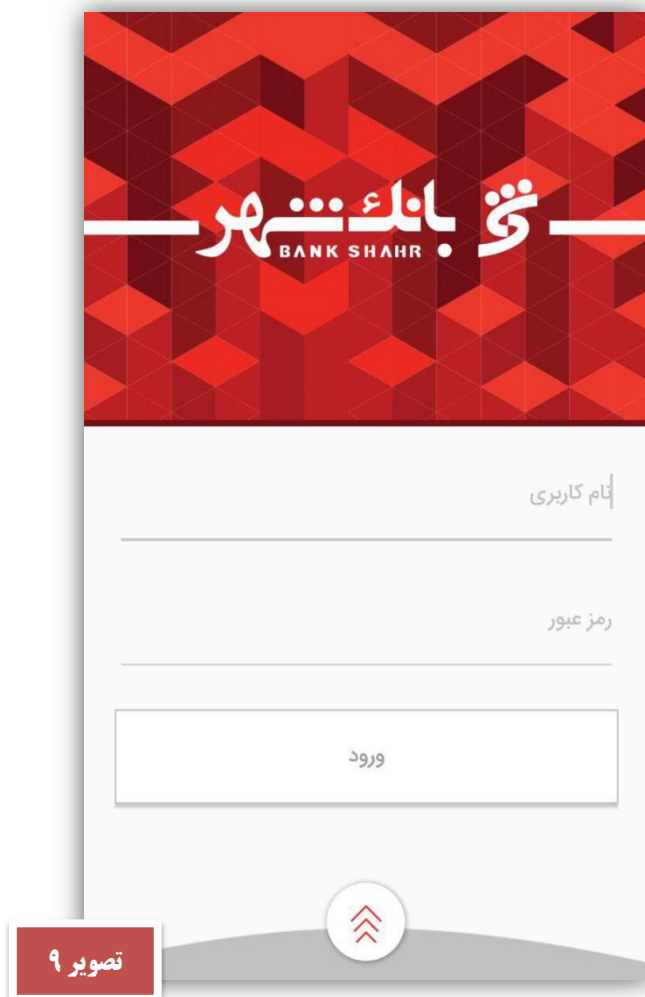 بانک شهر
BANK SHAHR
نام کاربری
رمز عبور
ورود
تصویر ۹